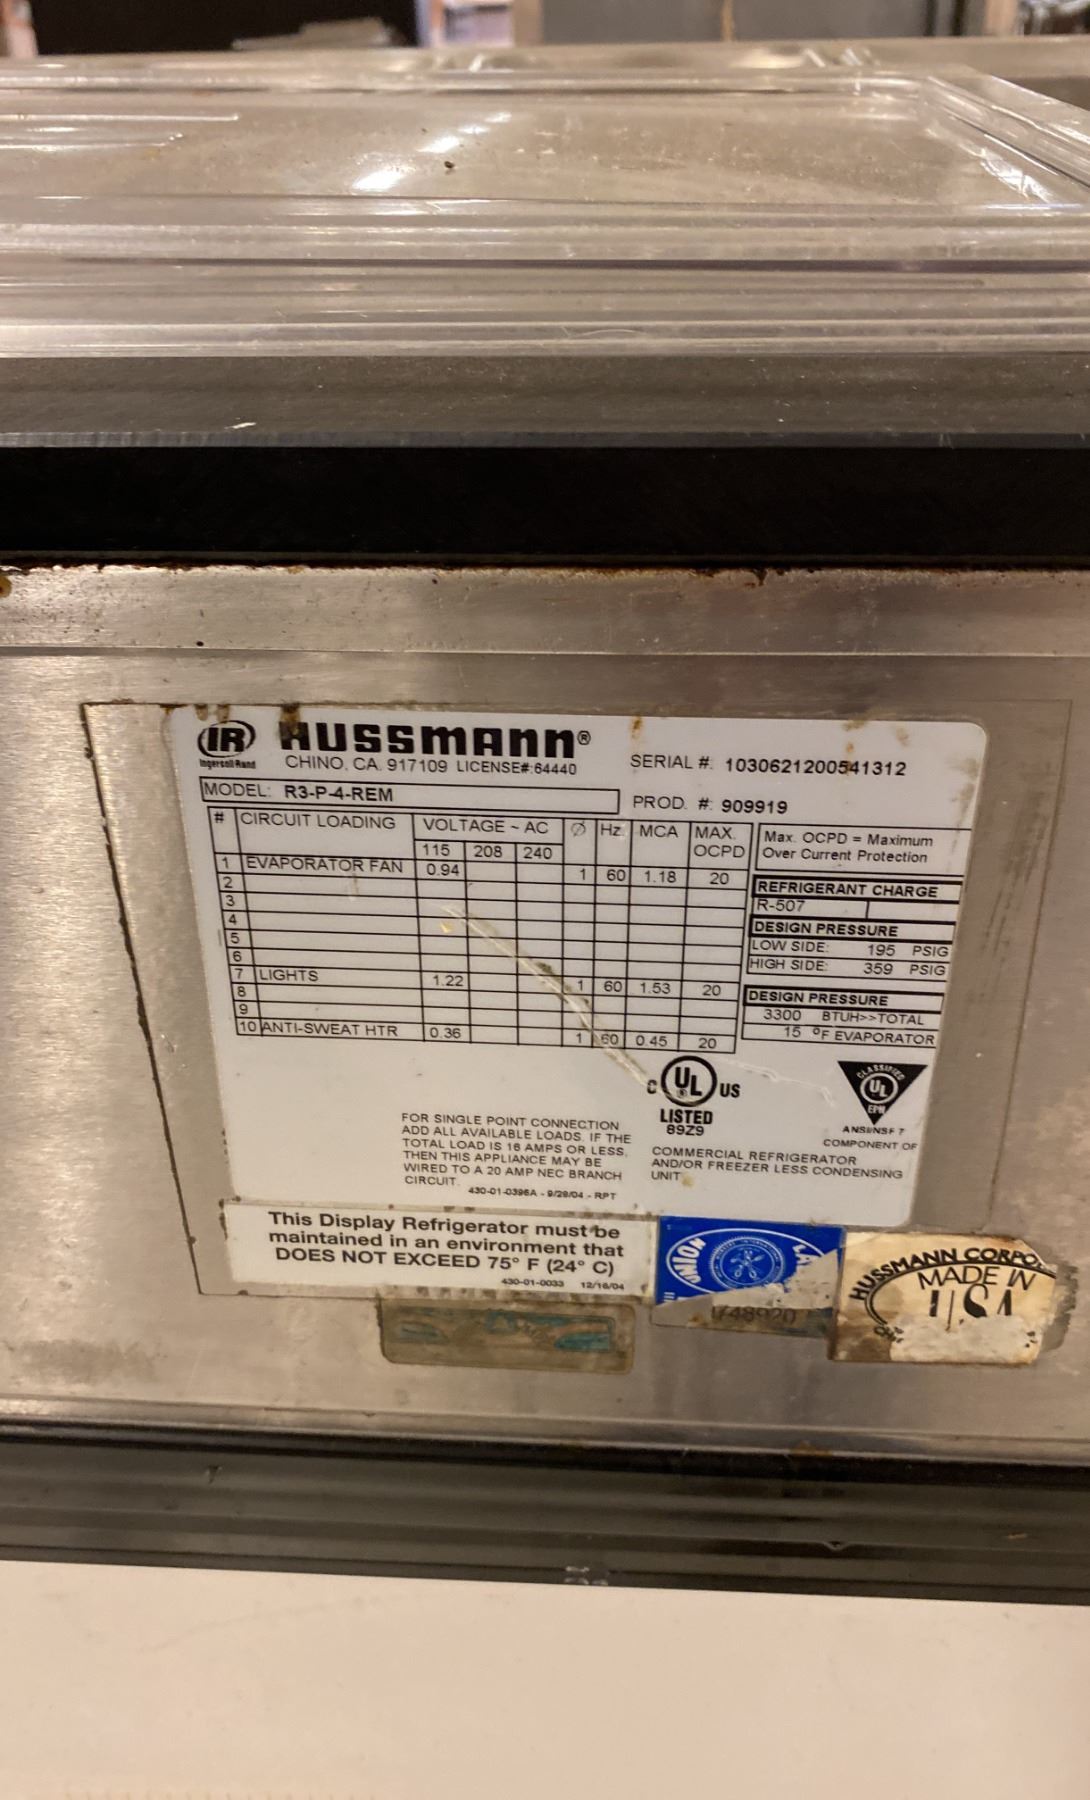 IR HUSSMANN®
Ingersoll Rand
CHINO, CA. 917109 LICENSE#:64440
SERIAL #: 1030621200541312
MODEL: R3-P-4-REM
PROD. #: 909919
# CIRCUIT LOADING VOLTAGE ~ AC Ø Hz. MCA MAX. OCPD
115 208 240
1 EVAPORATOR FAN 0.94 1 60 1.18 20
2
3
4
5
6
7 LIGHTS 1.22 1 60 1.53 20
8
9
10 ANTI-SWEAT HTR 0.36 1 60 0.45 20
Max. OCPD = Maximum
Over Current Protection
REFRIGERANT CHARGE
R-507
DESIGN PRESSURE
LOW SIDE: 195 PSIG
HIGH SIDE: 359 PSIG
DESIGN PRESSURE
3300 BTUH>>TOTAL
15 °F EVAPORATOR
C UL® US
LISTED
89Z9
CLASSIFIED
UL
EPH
ANSI/NSF 7
COMPONENT OF
COMMERCIAL REFRIGERATOR
AND/OR FREEZER LESS CONDENSING
UNIT
FOR SINGLE POINT CONNECTION
ADD ALL AVAILABLE LOADS. IF THE
TOTAL LOAD IS 16 AMPS OR LESS,
THEN THIS APPLIANCE MAY BE
WIRED TO A 20 AMP NEC BRANCH
CIRCUIT.
430-01-0396A - 9/28/04 - RPT
This Display Refrigerator must be
maintained in an environment that
DOES NOT EXCEED 75° F (24° C)
430-01-0033 12/16/04
UNION
1748920
HUSSMANN
MADE IN
USA